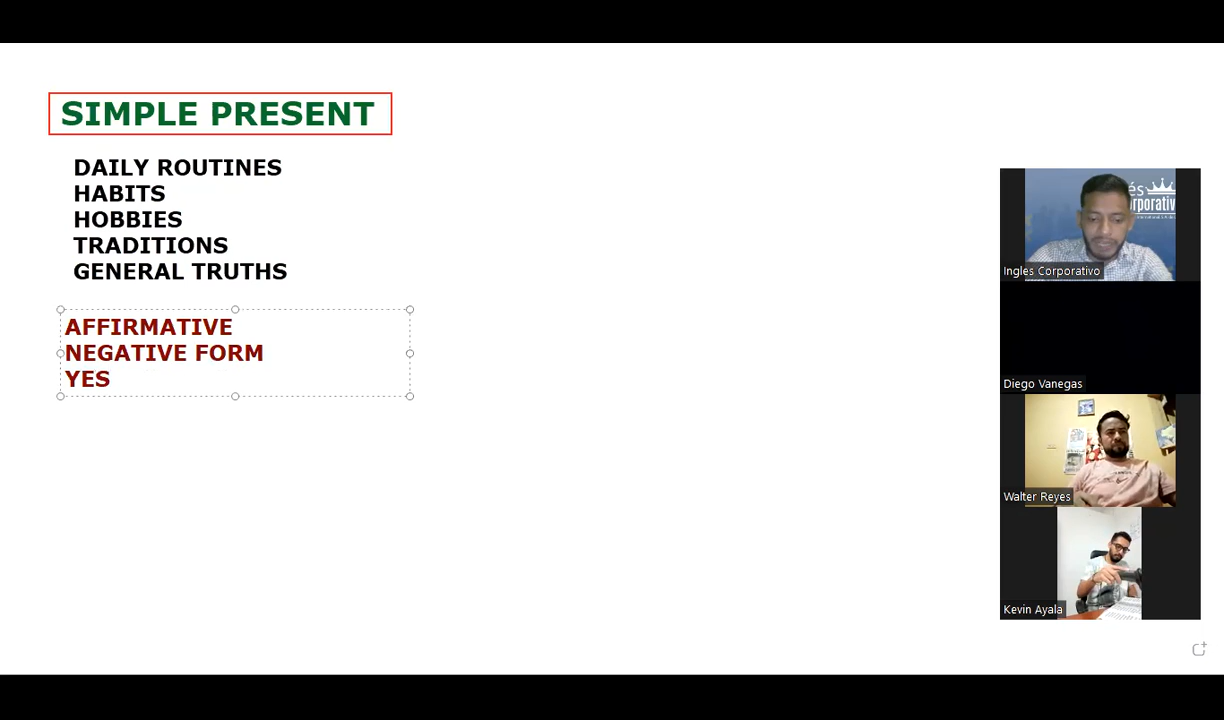 SIMPLE PRESENT
DAILY ROUTINES
HABITS
HOBBIES
TRADITIONS
GENERAL TRUTHS
AFFIRMATIVE
NEGATIVE FORM
YES
Ingles Corporativo
Diego Vanegas
Walter Reyes
Kevin Ayala